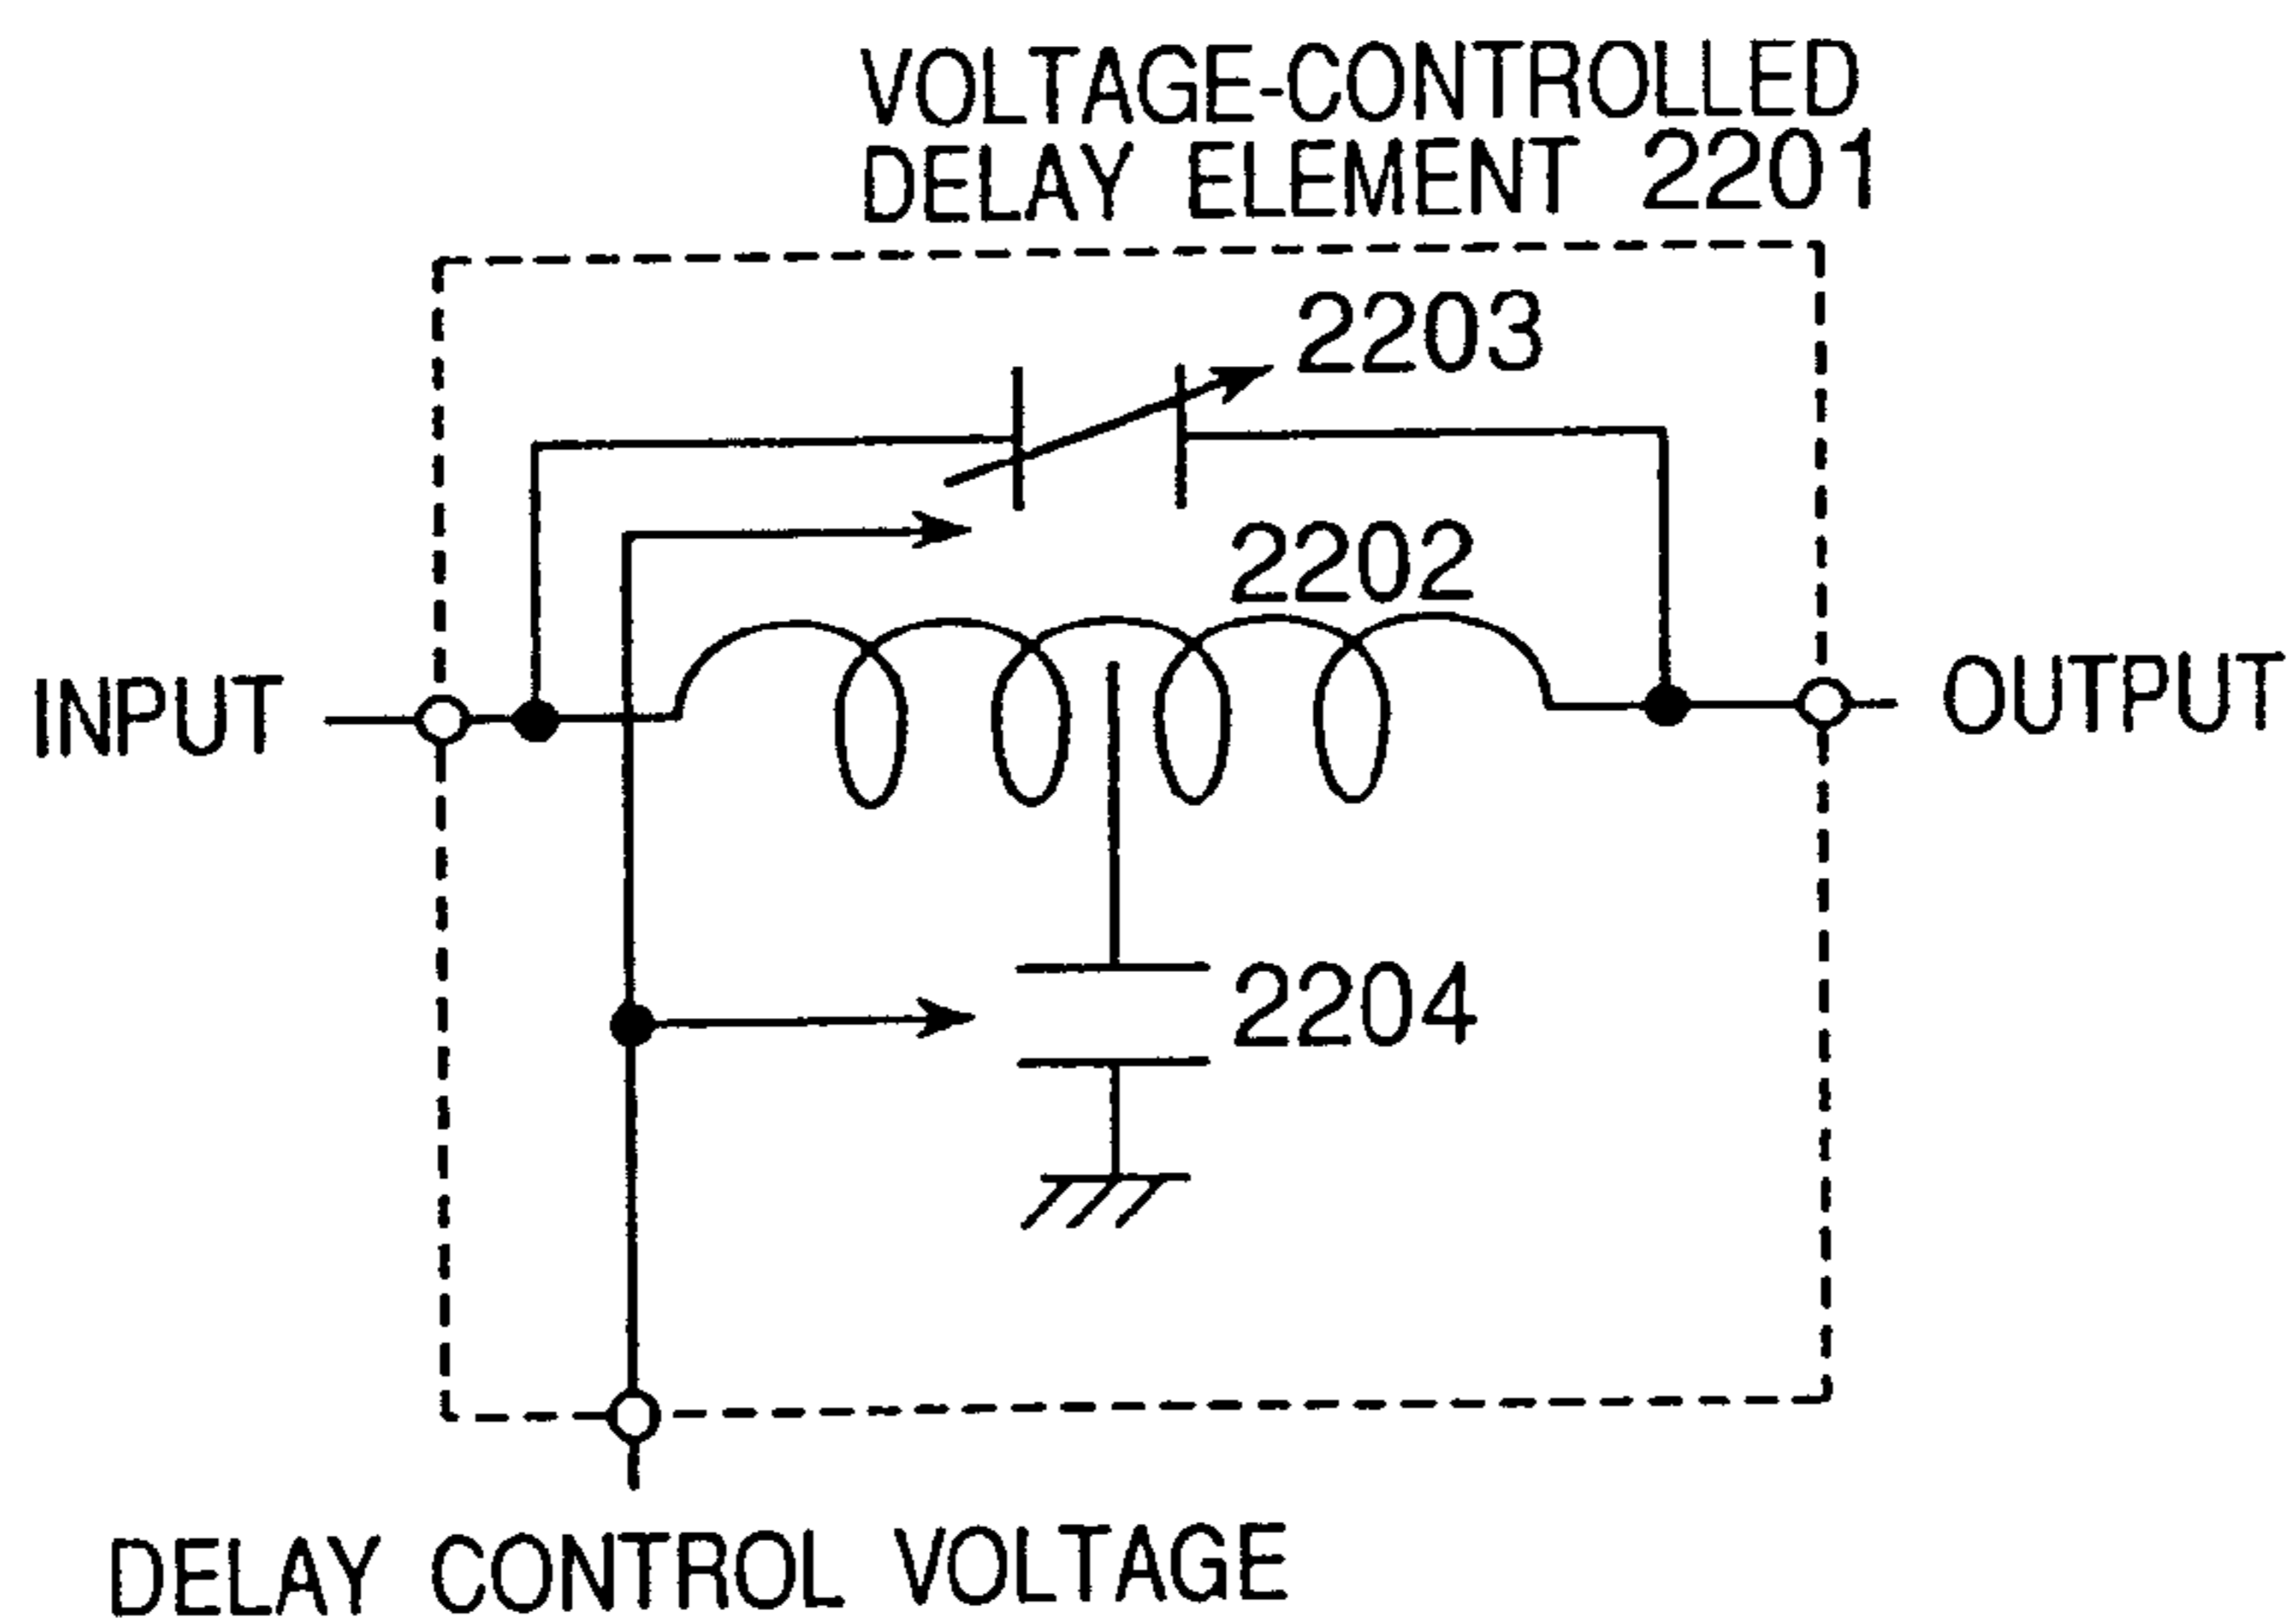 VOLTAGE-CONTROLLED
DELAY ELEMENT 2201
2203
2202
INPUT
OUTPUT
2204
DELAY CONTROL VOLTAGE